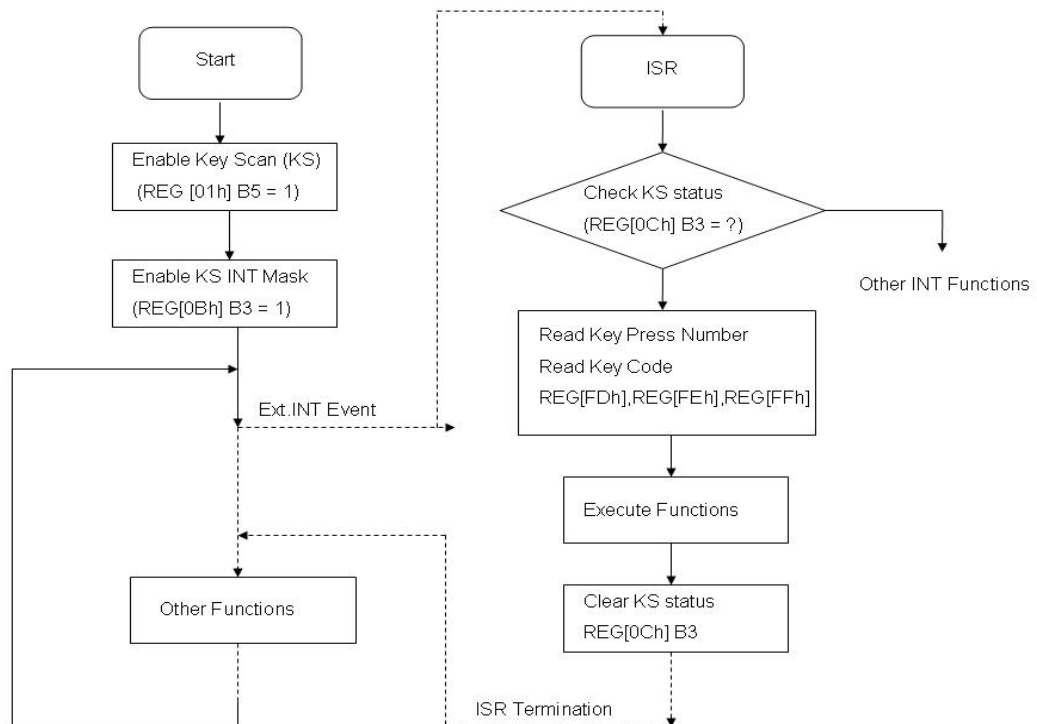 Start
Enable Key Scan (KS)
(REG [01h] B5 = 1)
Enable KS INT Mask
(REG[0Bh] B3 = 1)
Ext.INT Event
Other Functions
ISR
Check KS status
(REG[0Ch] B3 = ?)
Other INT Functions
Read Key Press Number
Read Key Code
REG[FDh],REG[FEh],REG[FFh]
Execute Functions
Clear KS status
REG[0Ch] B3
ISR Termination